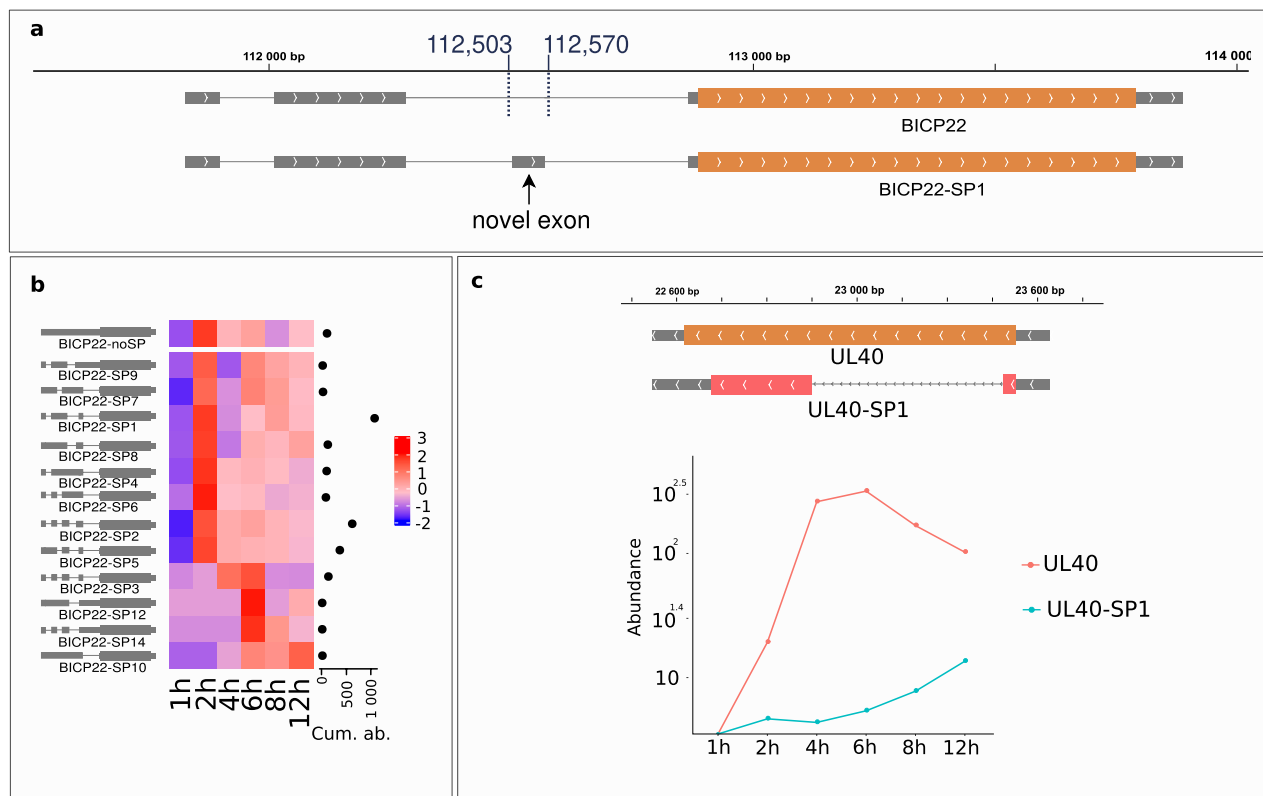 a
112,503 112,570
112 000 bp 113 000 bp 114 000
BICP22
BICP22-SP1
novel exon
b
BICP22-noSP
BICP22-SP9
BICP22-SP7
BICP22-SP1
BICP22-SP8
BICP22-SP4
BICP22-SP6
BICP22-SP2
BICP22-SP5
BICP22-SP3
BICP22-SP12
BICP22-SP14
BICP22-SP10
3
2
1
0
-1
-2
1h 2h 4h 6h 8h 12h
0 500 1 000
Cum. ab.
c
22 600 bp 23 000 bp 23 600 bp
UL40
UL40-SP1
Abundance
10^2.5
10^2
10^1.4
10
1h 2h 4h 6h 8h 12h
UL40
UL40-SP1